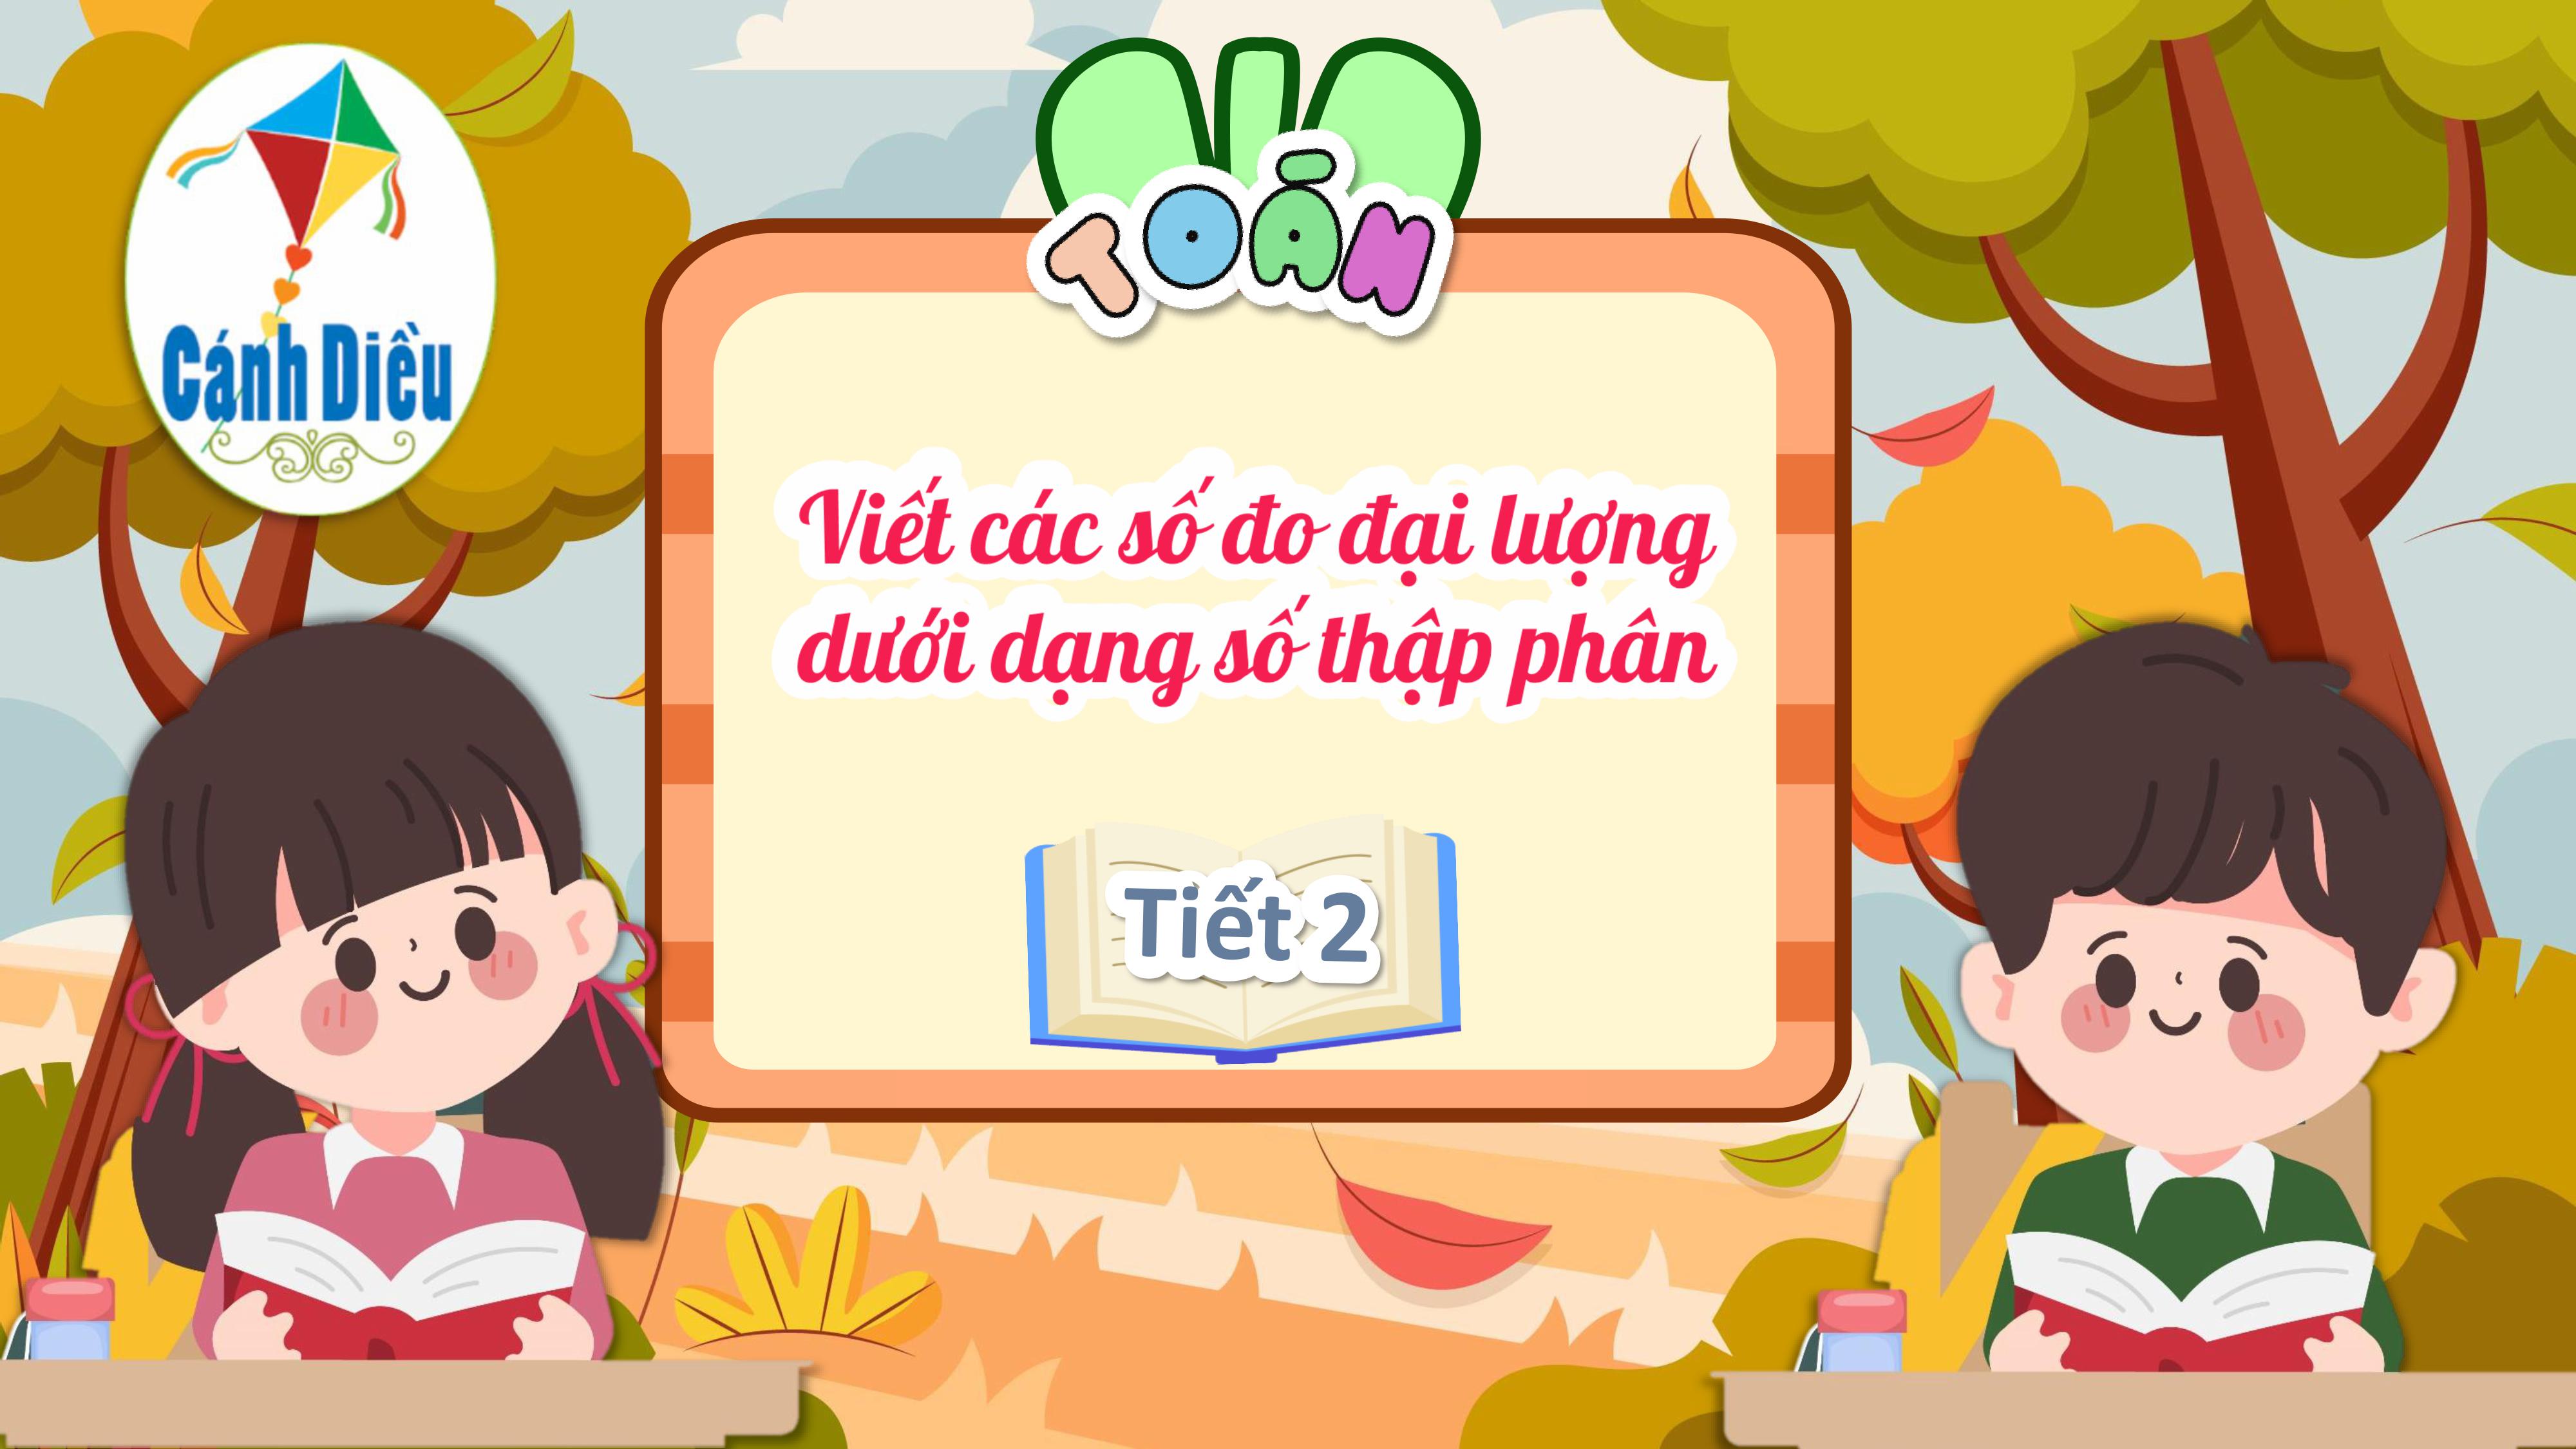 Cánh Diều
TOÁN
Viết các số đo đại lượng
dưới dạng số thập phân
Tiết 2